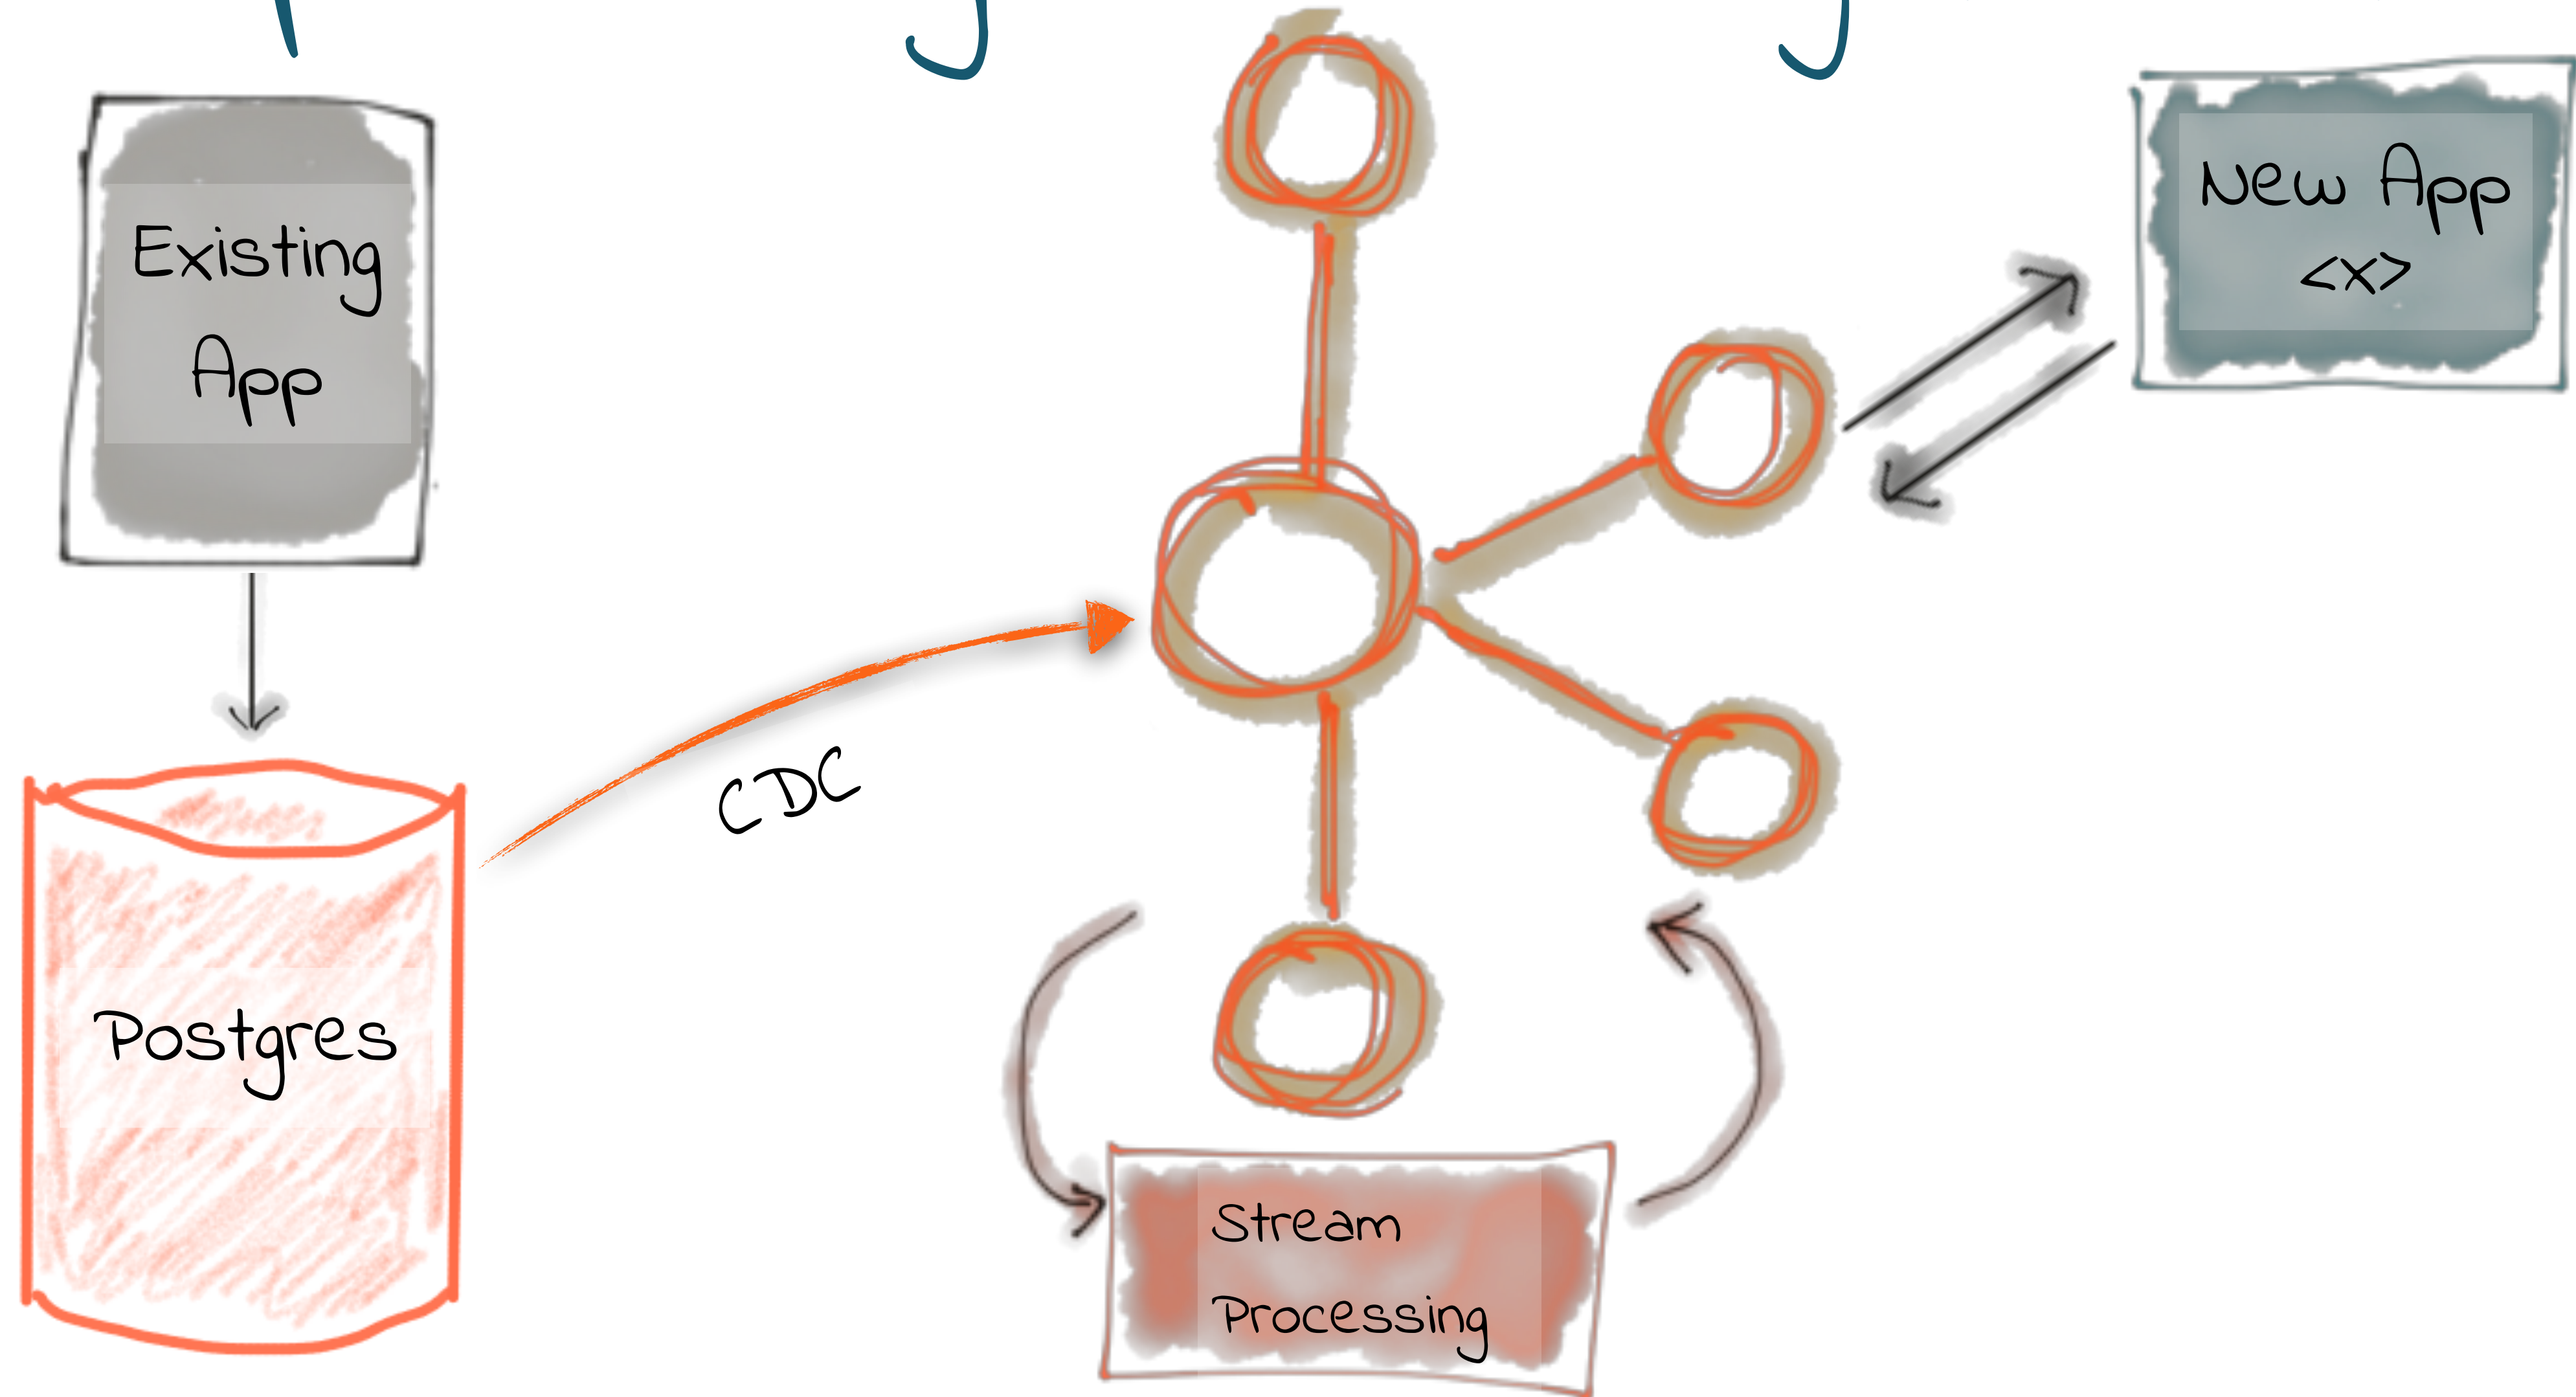 Existing
App
New App
<x>
CDC
Postgres
Stream
Processing